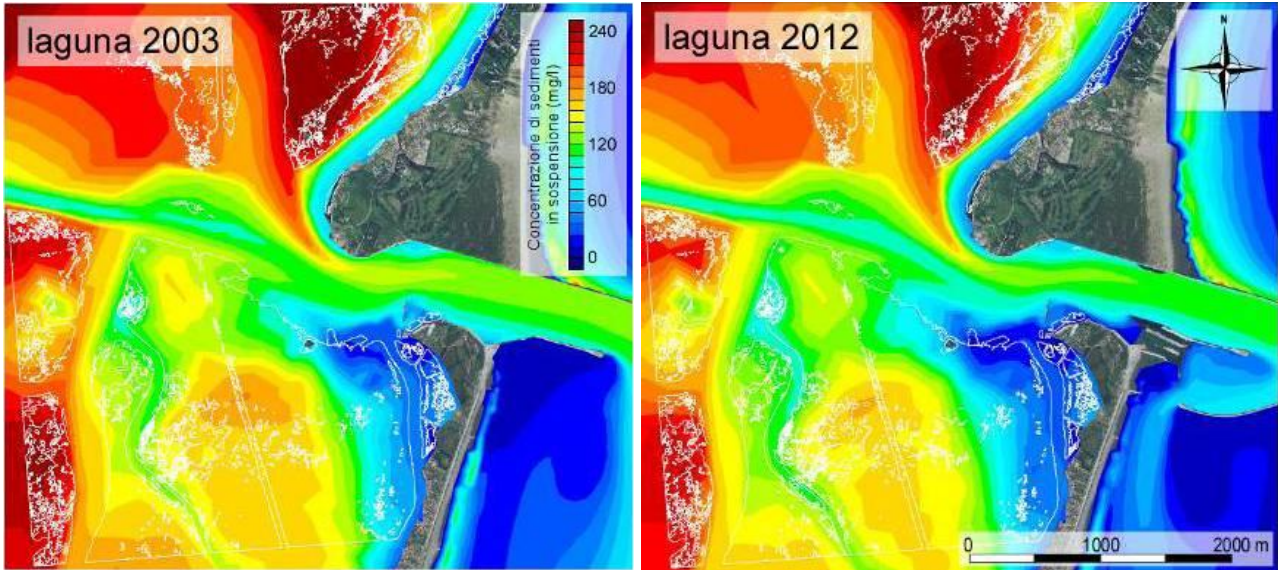 laguna 2003
Concentrazione di sedimenti
in sospensione (mg/l)
240
180
120
60
0
laguna 2012
N
0 1000 2000 m